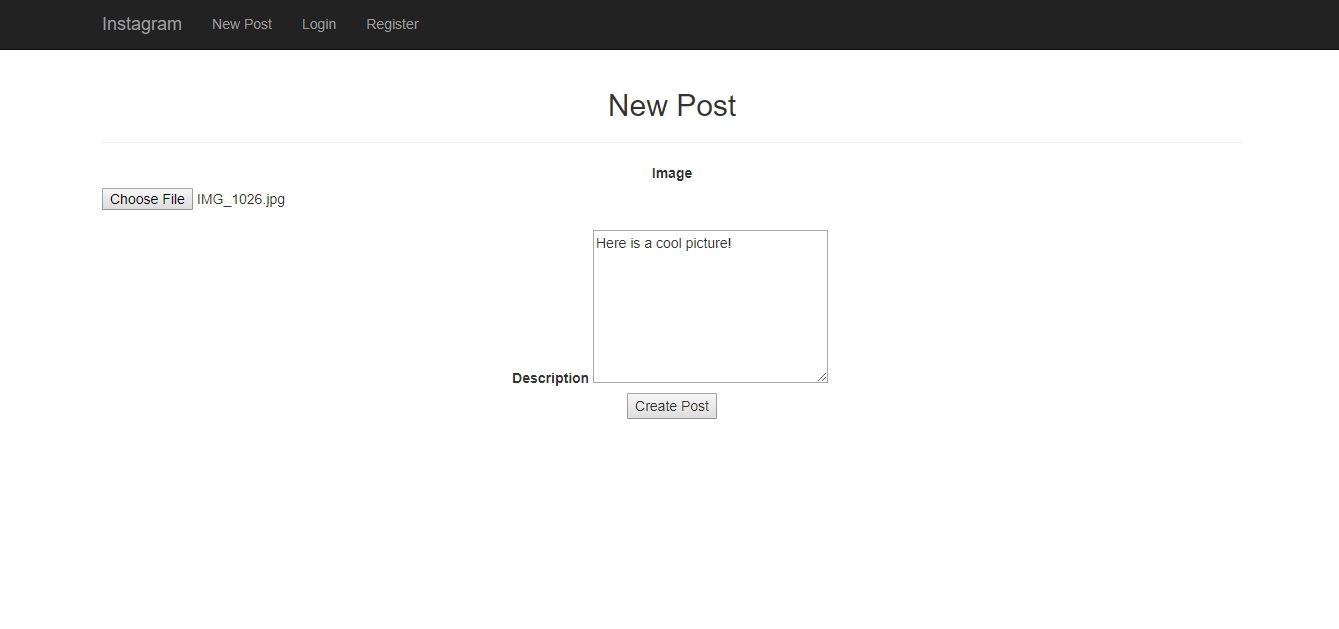 Instagram New Post Login Register
New Post
Image
Choose File IMG_1026.jpg
Here is a cool picture!
Description
Create Post